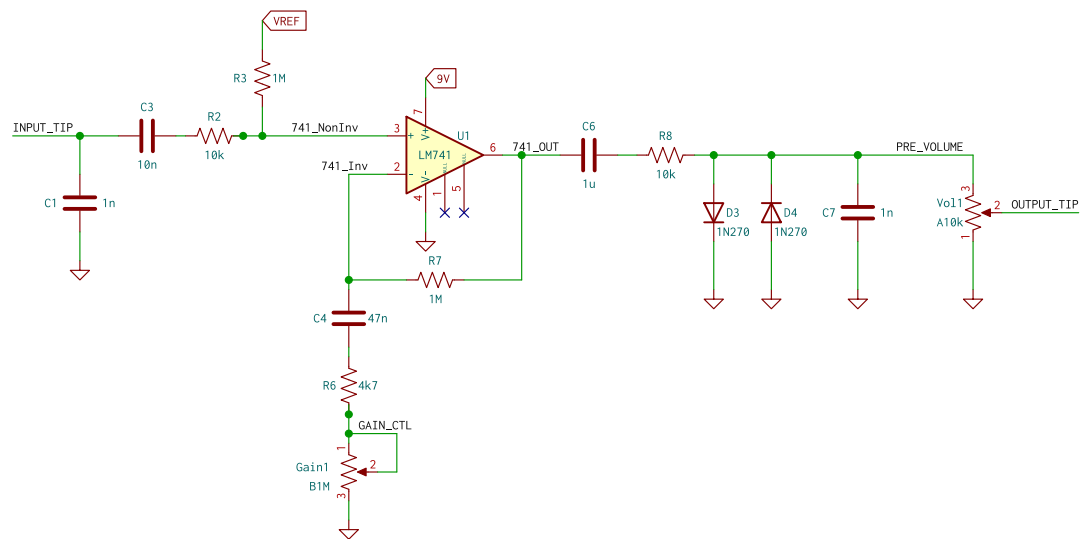 VREF
R3
1M
9V
C3
R2
INPUT_TIP
741_NonInv
3
+
7
V+
U1
LM741
NULL
NULL
6
741_OUT
C6
R8
PRE_VOLUME
10n
10k
741_Inv
2
-
V-
4
1
5
1u
10k
C1
1n
D3
1N270
D4
1N270
C7
1n
3
Vol1
A10k
2
1
OUTPUT_TIP
R7
1M
C4
47n
R6
4k7
GAIN_CTL
1
Gain1
2
B1M
3